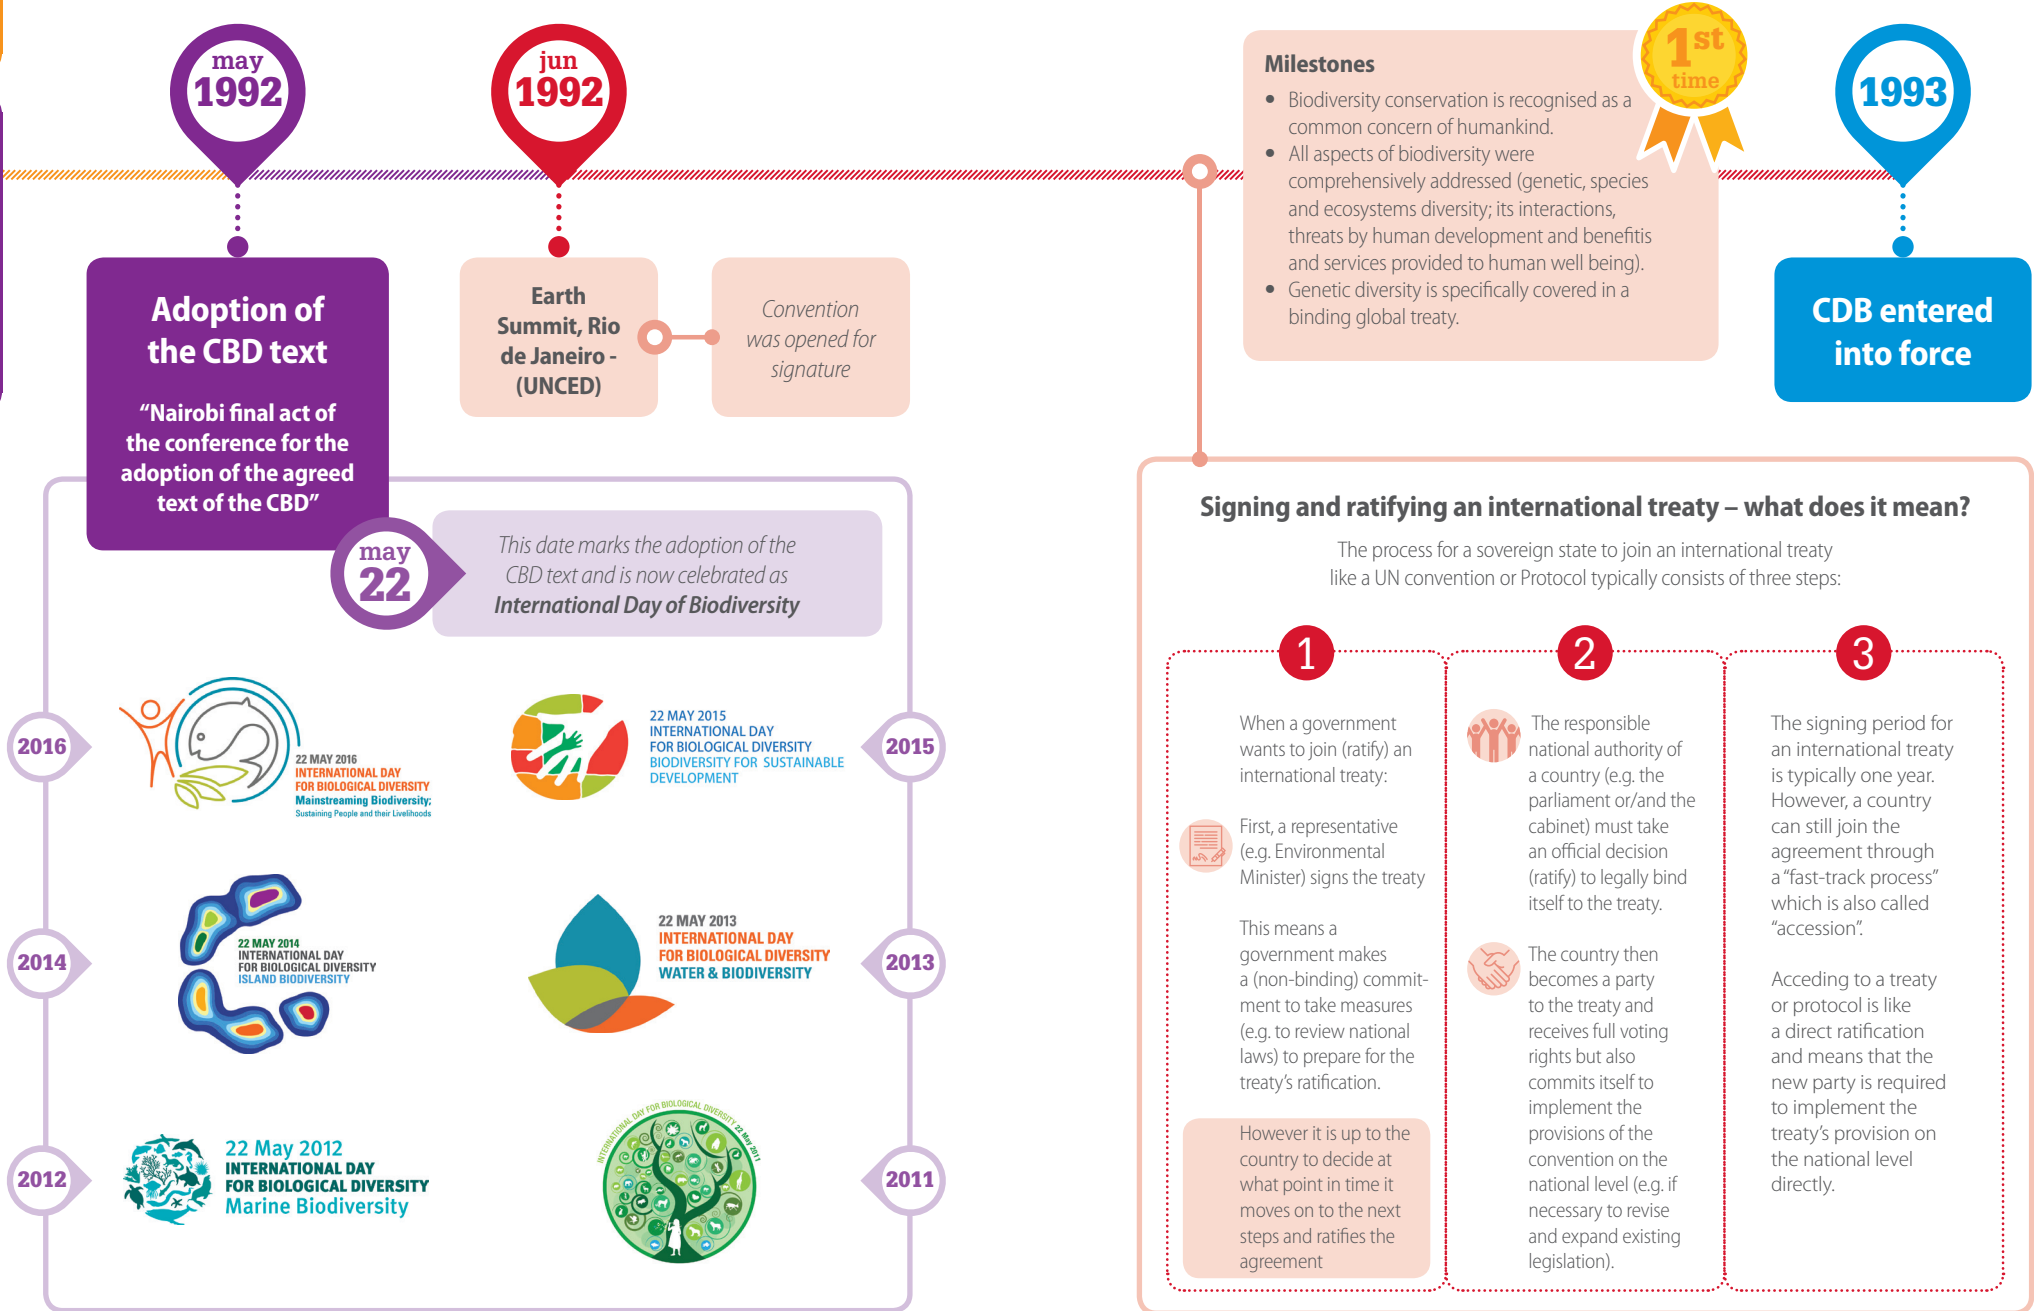 may
1992
jun
1992
1st
time
1993
Milestones
• Biodiversity conservation is recognised as a
common concern of humankind.
• All aspects of biodiversity were
comprehensively addressed (genetic, species
and ecosystems diversity; its interactions,
threats by human development and benefitis
and services provided to human well being).
• Genetic diversity is specifically covered in a
binding global treaty.
Adoption of
the CBD text
“Nairobi final act of
the conference for the
adoption of the agreed
text of the CBD”
Earth
Summit, Rio
de Janeiro -
(UNCED)
Convention
was opened for
signature
CDB entered
into force
may
22
This date marks the adoption of the
CBD text and is now celebrated as
International Day of Biodiversity
2016
22 MAY 2016
INTERNATIONAL DAY
FOR BIOLOGICAL DIVERSITY
Mainstreaming Biodiversity;
Sustaining People and their Livelihoods
22 MAY 2015
INTERNATIONAL DAY
FOR BIOLOGICAL DIVERSITY
BIODIVERSITY FOR SUSTAINABLE
DEVELOPMENT
2015
2014
22 MAY 2014
INTERNATIONAL DAY
FOR BIOLOGICAL DIVERSITY
ISLAND BIODIVERSITY
22 MAY 2013
INTERNATIONAL DAY
FOR BIOLOGICAL DIVERSITY
WATER & BIODIVERSITY
2013
2012
22 May 2012
INTERNATIONAL DAY
FOR BIOLOGICAL DIVERSITY
Marine Biodiversity
INTERNATIONAL DAY FOR BIOLOGICAL DIVERSITY 22 May 2011
2011
Signing and ratifying an international treaty – what does it mean?
The process for a sovereign state to join an international treaty
like a UN convention or Protocol typically consists of three steps:
1
When a government
wants to join (ratify) an
international treaty:
First, a representative
(e.g. Environmental
Minister) signs the treaty
This means a
government makes
a (non-binding) commit-
ment to take measures
(e.g. to review national
laws) to prepare for the
treaty’s ratification.
However it is up to the
country to decide at
what point in time it
moves on to the next
steps and ratifies the
agreement
2
The responsible
national authority of
a country (e.g. the
parliament or/and the
cabinet) must take
an official decision
(ratify) to legally bind
itself to the treaty.
The country then
becomes a party
to the treaty and
receives full voting
rights but also
commits itself to
implement the
provisions of the
convention on the
national level (e.g. if
necessary to revise
and expand existing
legislation).
3
The signing period for
an international treaty
is typically one year.
However, a country
can still join the
agreement through
a “fast-track process”
which is also called
“accession”.
Acceding to a treaty
or protocol is like
a direct ratification
and means that the
new party is required
to implement the
treaty’s provision on
the national level
directly.